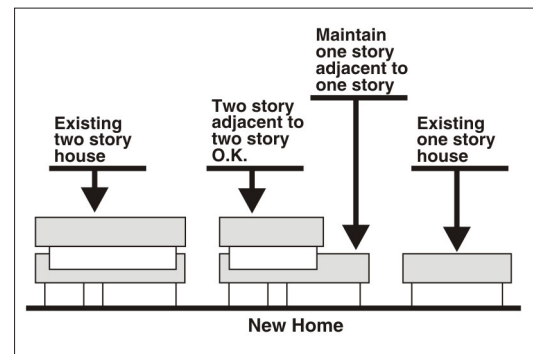 Existing
two story
house
Two story
adjacent to
two story
O.K.
Maintain
one story
adjacent to
one story
Existing
one story
house
New Home